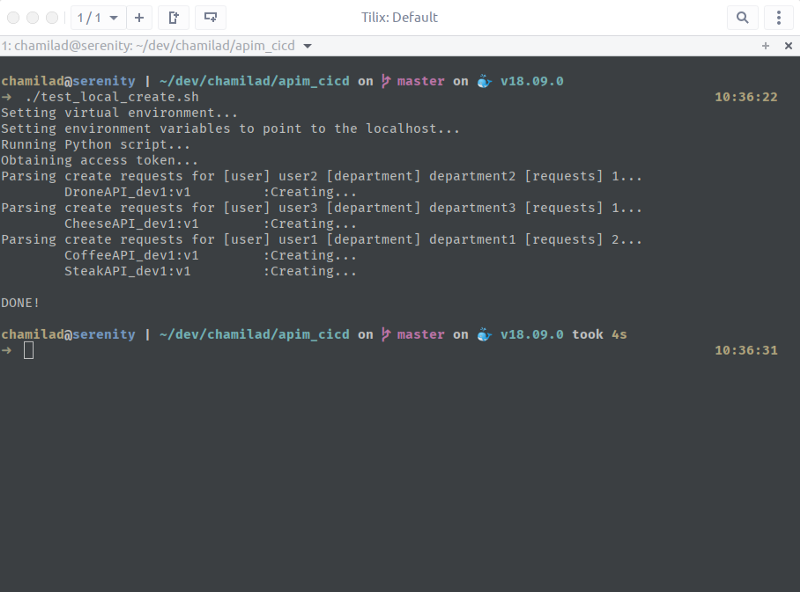 Tilix: Default
1 / 1
1: chamilad@serenity: ~/dev/chamilad/apim_cicd
chamilad@serenity | ~/dev/chamilad/apim_cicd on master on v18.09.0
→ ./test_local_create.sh 10:36:22
Setting virtual environment...
Setting environment variables to point to the localhost...
Running Python script...
Obtaining access token...
Parsing create requests for [user] user2 [department] department2 [requests] 1...
DroneAPI_dev1:v1 :Creating...
Parsing create requests for [user] user3 [department] department3 [requests] 1...
CheeseAPI_dev1:v1 :Creating...
Parsing create requests for [user] user1 [department] department1 [requests] 2...
CoffeeAPI_dev1:v1 :Creating...
SteakAPI_dev1:v1 :Creating...
DONE!
chamilad@serenity | ~/dev/chamilad/apim_cicd on master on v18.09.0 took 4s
→ 10:36:31